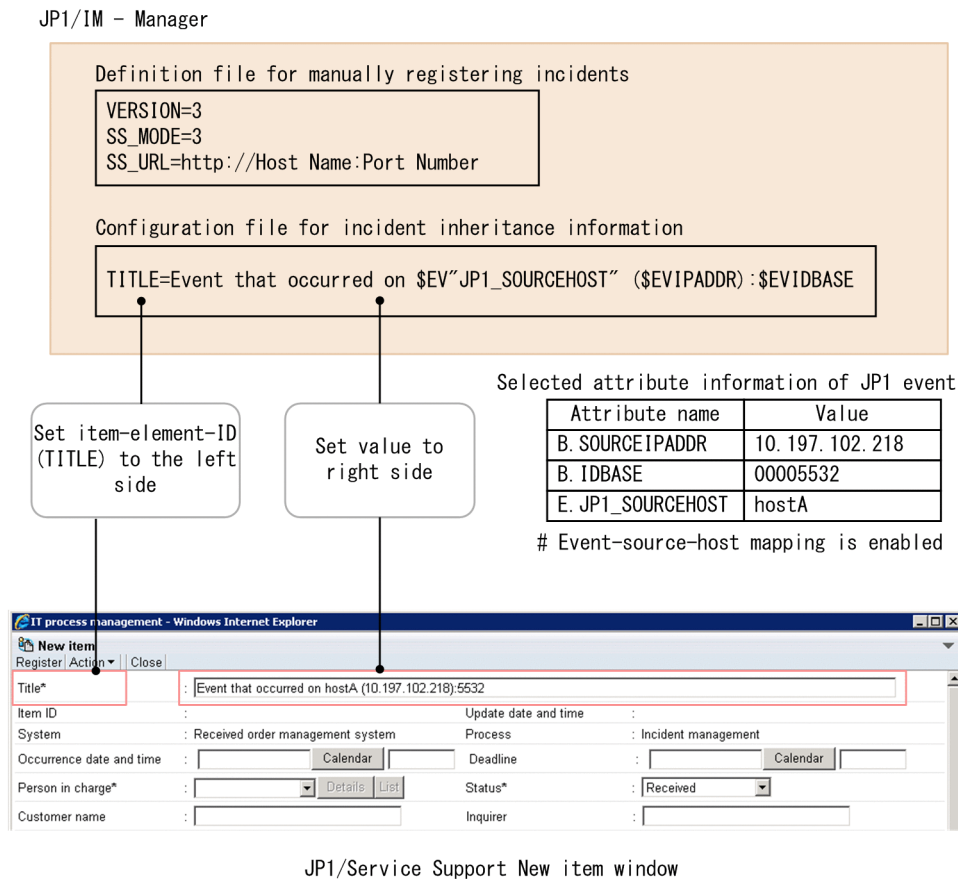 JP1/IM - Manager
Definition file for manually registering incidents
VERSION=3
SS_MODE=3
SS_URL=http://Host Name:Port Number
Configuration file for incident inheritance information
TITLE=Event that occurred on $EV"JP1_SOURCEHOST" ($EVIPADDR):$EVIDBASE
Selected attribute information of JP1 event
Attribute name Value
B.SOURCEIPADDR 10.197.102.218
B.IDBASE 00005532
E.JP1_SOURCEHOST hostA
# Event-source-host mapping is enabled
Set item-element-ID
(TITLE) to the left
side
Set value to
right side
IT process management - Windows Internet Explorer
New item
Register Action Close
Title* : Event that occurred on hostA (10.197.102.218):5532
Item ID : Update date and time :
System : Received order management system Process : Incident management
Occurrence date and time : Calendar Deadline : Calendar
Person in charge* : Details List Status* : Received
Customer name : Inquirer :
JP1/Service Support New item window